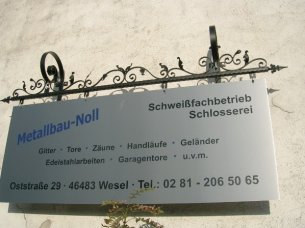 Metallbau-Noll
Schweißfachbetrieb
Schlosserei
Gitter · Tore · Zäune · Handläufe · Geländer
Edelstahlarbeiten · Garagentore · u.v.m.
Oststraße 29 · 46483 Wesel · Tel.: 02 81 - 206 50 65